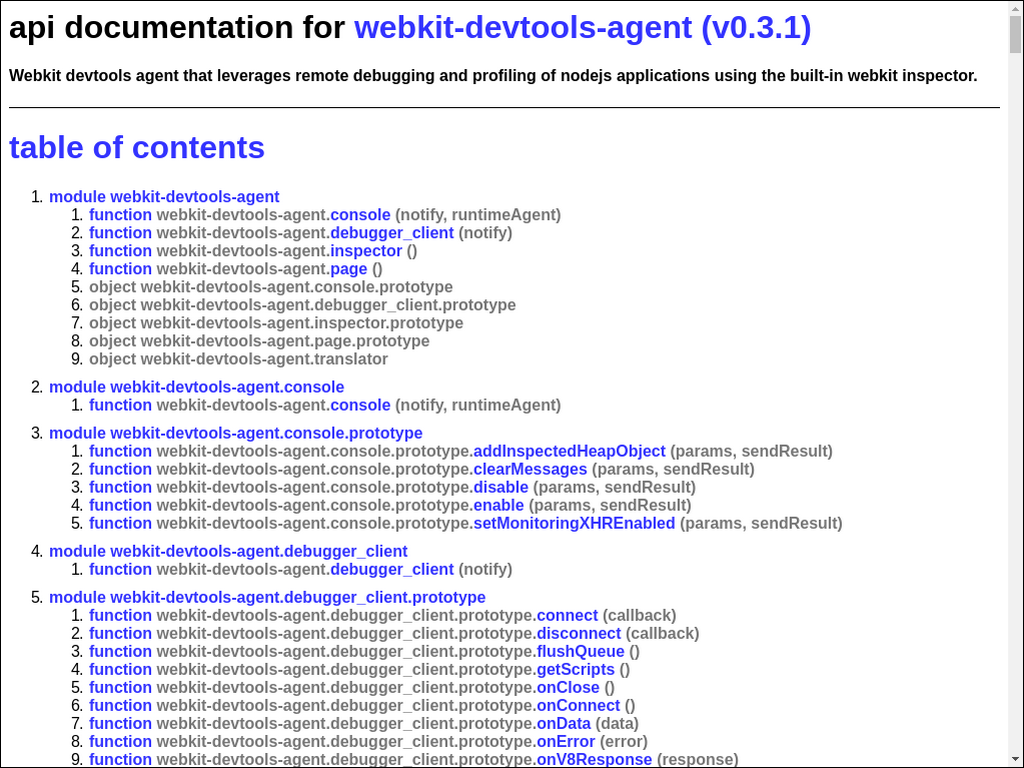 api documentation for webkit-devtools-agent (v0.3.1)
Webkit devtools agent that leverages remote debugging and profiling of nodejs applications using the built-in webkit inspector.
table of contents
1. module webkit-devtools-agent
1. function webkit-devtools-agent.console (notify, runtimeAgent)
2. function webkit-devtools-agent.debugger_client (notify)
3. function webkit-devtools-agent.inspector ()
4. function webkit-devtools-agent.page ()
5. object webkit-devtools-agent.console.prototype
6. object webkit-devtools-agent.debugger_client.prototype
7. object webkit-devtools-agent.inspector.prototype
8. object webkit-devtools-agent.page.prototype
9. object webkit-devtools-agent.translator
2. module webkit-devtools-agent.console
1. function webkit-devtools-agent.console (notify, runtimeAgent)
3. module webkit-devtools-agent.console.prototype
1. function webkit-devtools-agent.console.prototype.addInspectedHeapObject (params, sendResult)
2. function webkit-devtools-agent.console.prototype.clearMessages (params, sendResult)
3. function webkit-devtools-agent.console.prototype.disable (params, sendResult)
4. function webkit-devtools-agent.console.prototype.enable (params, sendResult)
5. function webkit-devtools-agent.console.prototype.setMonitoringXHREnabled (params, sendResult)
4. module webkit-devtools-agent.debugger_client
1. function webkit-devtools-agent.debugger_client (notify)
5. module webkit-devtools-agent.debugger_client.prototype
1. function webkit-devtools-agent.debugger_client.prototype.connect (callback)
2. function webkit-devtools-agent.debugger_client.prototype.disconnect (callback)
3. function webkit-devtools-agent.debugger_client.prototype.flushQueue ()
4. function webkit-devtools-agent.debugger_client.prototype.getScripts ()
5. function webkit-devtools-agent.debugger_client.prototype.onClose ()
6. function webkit-devtools-agent.debugger_client.prototype.onConnect ()
7. function webkit-devtools-agent.debugger_client.prototype.onData (data)
8. function webkit-devtools-agent.debugger_client.prototype.onError (error)
9. function webkit-devtools-agent.debugger_client.prototype.onV8Response (response)